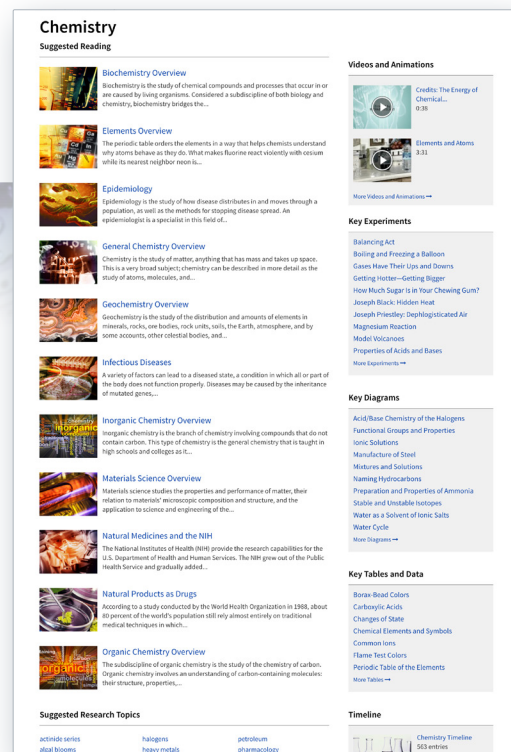 Chemistry
Suggested Reading
Biochemistry Overview
Biochemistry is the study of chemical compounds and processes that occur in or
are caused by living organisms. Considered a subdiscipline of both biology and
chemistry, biochemistry bridges the...
Elements Overview
The periodic table orders the elements in a way that helps chemists understand
why atoms behave as they do. What makes fluorine react violently with cesium
while its nearest neighbor neon is...
Epidemiology
Epidemiology is the study of how disease distributes in and moves through a
population, as well as the methods for stopping disease spread. An
epidemiologist is a specialist in this field of...
General Chemistry Overview
Chemistry is the study of matter, anything that has mass and takes up space.
This is a very broad subject; chemistry can be described in more detail as the
study of atoms, molecules, and...
Geochemistry Overview
Geochemistry is the study of the distribution and amounts of elements in
minerals, rocks, ore bodies, rock units, soils, the Earth, atmosphere, and by
some accounts, other celestial bodies, and...
Infectious Diseases
A variety of factors can lead to a diseased state, a condition in which all or part of
the body does not function properly. Diseases may be caused by the inheritance
of mutated genes,...
Inorganic Chemistry Overview
Inorganic chemistry is the branch of chemistry involving compounds that do not
contain carbon. This type of chemistry is the general chemistry that is taught in
high schools and colleges as it...
Materials Science Overview
Materials science studies the properties and performance of matter, their
relation to materials' microscopic composition and structure, and the
application to science and engineering of the...
Natural Medicines and the NIH
The National Institutes of Health (NIH) provide the research capabilities for the
U.S. Department of Health and Human Services. The NIH grew out of the Public
Health Service and gradually added...
Natural Products as Drugs
According to a study conducted by the World Health Organization in 1988, about
80 percent of the world's population still rely almost entirely on traditional
medical techniques in which...
Organic Chemistry Overview
The subdiscipline of organic chemistry is the study of the chemistry of carbon.
Organic chemistry involves an understanding of carbon-containing molecules:
their structure, properties,...
Suggested Research Topics
actinide series
halogens
petroleum
algal blooms
heavy metals
pharmacology
Videos and Animations
Credits: The Energy of
Chemical...
0:39
Elements and Atoms
3:31
More Videos and Animations →
Key Experiments
Balancing Act
Boiling and Freezing a Balloon
Gases Have Their Ups and Downs
Getting Hotter—Getting Bigger
How Much Sugar Is in Your Chewing Gum?
Joseph Black: Hidden Heat
Joseph Priestley: Dephlogisticated Air
Magnesium Reaction
Model Volcanoes
Properties of Acids and Bases
More Experiments →
Key Diagrams
Acid/Base Chemistry of the Halogens
Functional Groups and Properties
Ionic Solutions
Manufacture of Steel
Mixtures and Solutions
Naming Hydrocarbons
Preparation and Properties of Ammonia
Stable and Unstable Isotopes
Water as a Solvent of Ionic Salts
Water Cycle
More Diagrams →
Key Tables and Data
Borax-Bead Colors
Carboxylic Acids
Changes of State
Chemical Elements and Symbols
Common Ions
Flame Test Colors
Periodic Table of the Elements
More Tables →
Timeline
Chemistry Timeline
563 entries